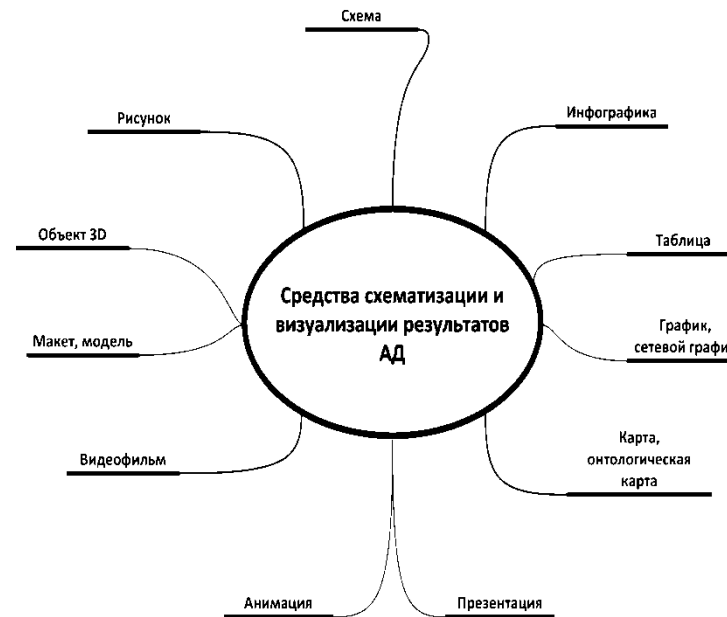 Схема
Инфографика
Рисунок
Таблица
Объект 3D
Средства схематизации и
визуализации результатов
АД
График,
сетевой графи
Макет, модель
Карта,
онтологическая
карта
Видеофильм
Анимация
Презентация